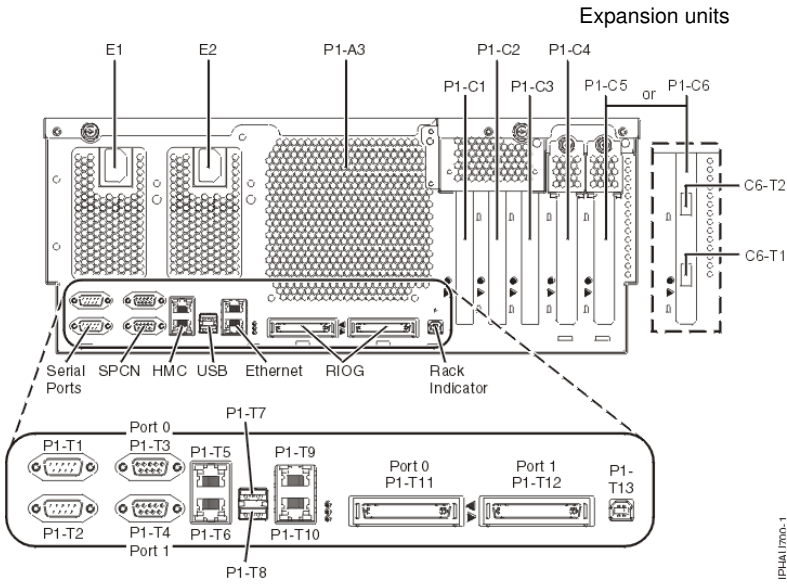 Expansion units
E1 E2 P1-A3 P1-C2 P1-C4
P1-C1 P1-C3 P1-C5 or P1-C6
C6-T2
C6-T1
Serial Ports SPCN HMC USB Ethernet RIOG Rack Indicator
P1-T7
Port 0
P1-T1 P1-T3 P1-T5 P1-T9
Port 0 P1-T11
Port 1 P1-T12
P1-T13
P1-T2 P1-T4 P1-T6 P1-T10
Port 1
P1-T8
IPHAU700-1